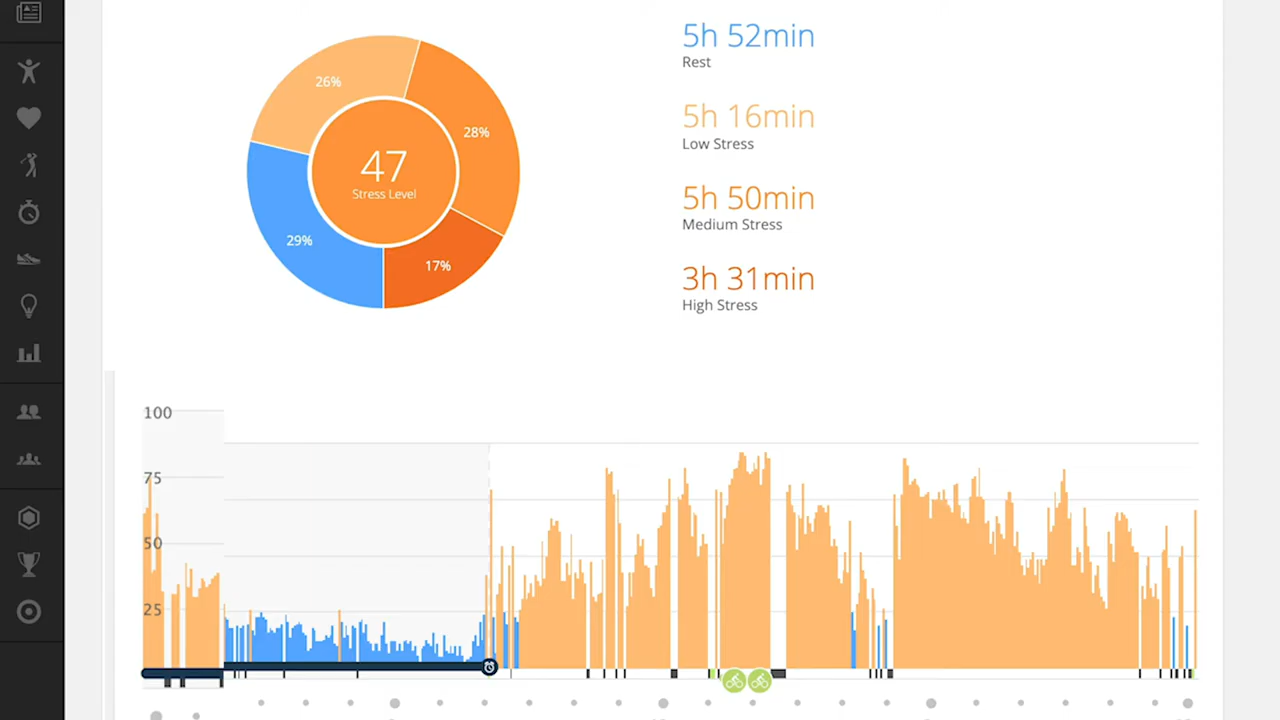 5h 52min
Rest
26%
28%
5h 16min
Low Stress
47
Stress Level
5h 50min
Medium Stress
29%
17%
3h 31min
High Stress
100
75
50
25